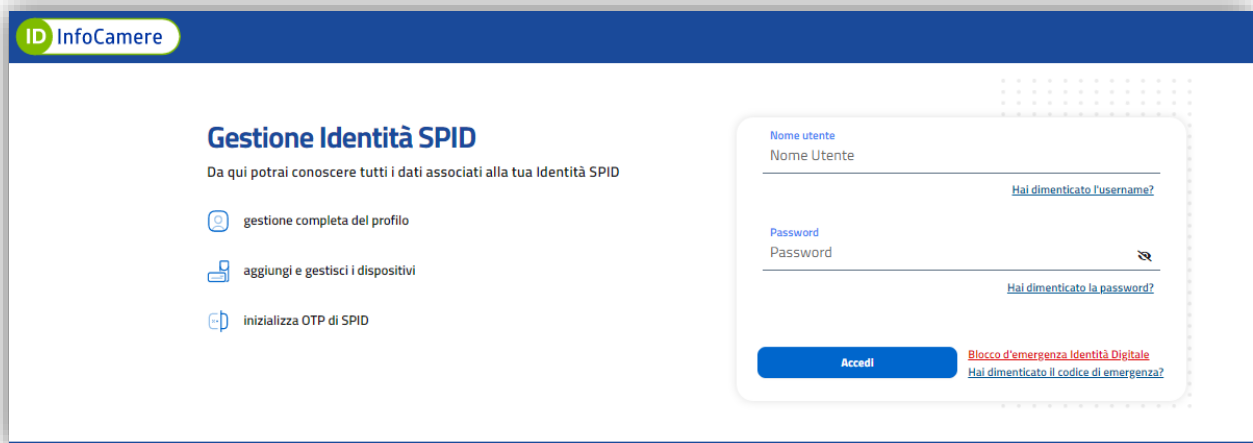 ID InfoCamere
Gestione Identità SPID
Da qui potrai conoscere tutti i dati associati alla tua Identità SPID
gestione completa del profilo
aggiungi e gestisci i dispositivi
inizializza OTP di SPID
Nome utente
Nome Utente
Hai dimenticato l'username?
Password
Password
Hai dimenticato la password?
Accedi
Blocco d'emergenza Identità Digitale
Hai dimenticato il codice di emergenza?